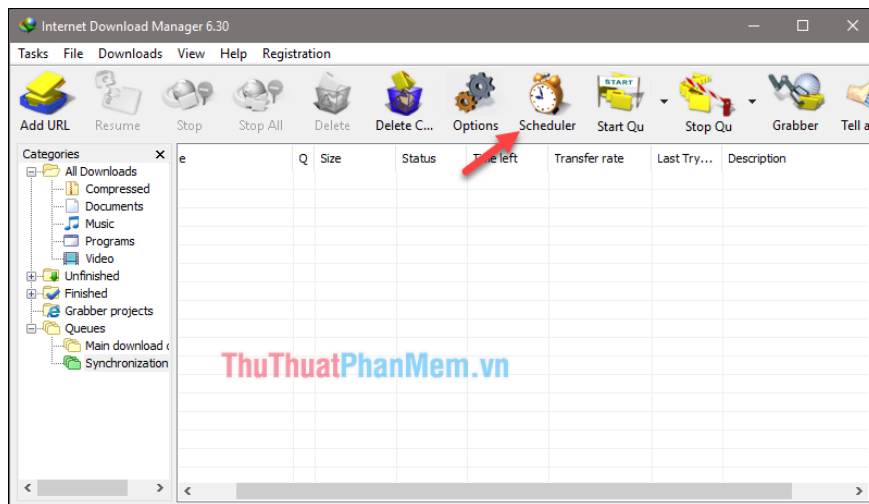 Internet Download Manager 6.30
Tasks File Downloads View Help Registration
Add URL Resume Stop Stop All Delete Delete C... Options Scheduler Start Qu Stop Qu Grabber Tell a
START
Categories
e Q Size Status Time left Transfer rate Last Try... Description
All Downloads
Compressed
Documents
Music
Programs
Video
Unfinished
Finished
Grabber projects
Queues
Main download
Synchronization
ThuThuatPhanMem.vn